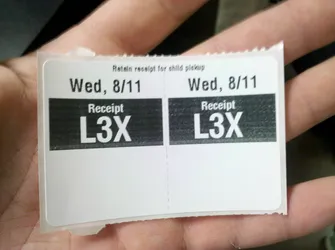 Retain receipt for child pickup
Wed, 8/11 Wed, 8/11
Receipt Receipt
L3X L3X